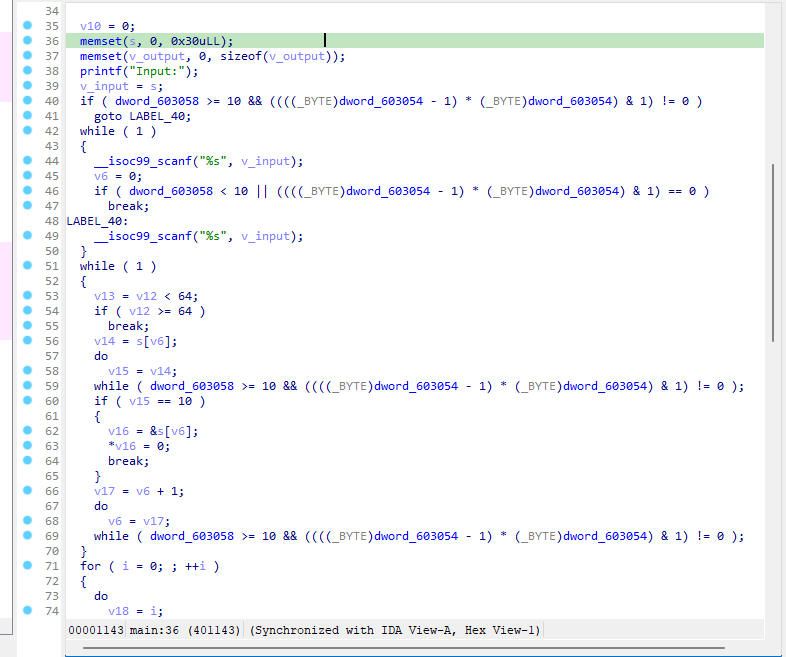 34
35 v10 = 0;
36 memset(s, 0, 0x30uLL);
37 memset(v_output, 0, sizeof(v_output));
38 printf("Input:");
39 v_input = s;
40 if ( dword_603058 >= 10 && ((((_BYTE)dword_603054 - 1) * (_BYTE)dword_603054) & 1) != 0 )
41 goto LABEL_40;
42 while ( 1 )
43 {
44 __isoc99_scanf("%s", v_input);
45 v6 = 0;
46 if ( dword_603058 < 10 || ((((_BYTE)dword_603054 - 1) * (_BYTE)dword_603054) & 1) == 0 )
47 break;
48 LABEL_40:
49 __isoc99_scanf("%s", v_input);
50 }
51 while ( 1 )
52 {
53 v13 = v12 < 64;
54 if ( v12 >= 64 )
55 break;
56 v14 = s[v6];
57 do
58 v15 = v14;
59 while ( dword_603058 >= 10 && ((((_BYTE)dword_603054 - 1) * (_BYTE)dword_603054) & 1) != 0 );
60 if ( v15 == 10 )
61 {
62 v16 = &s[v6];
63 *v16 = 0;
64 break;
65 }
66 v17 = v6 + 1;
67 do
68 v6 = v17;
69 while ( dword_603058 >= 10 && ((((_BYTE)dword_603054 - 1) * (_BYTE)dword_603054) & 1) != 0 );
70 }
71 for ( i = 0; ; ++i )
72 {
73 do
74 v18 = i;
00001143 main:36 (401143) (Synchronized with IDA View-A, Hex View-1)